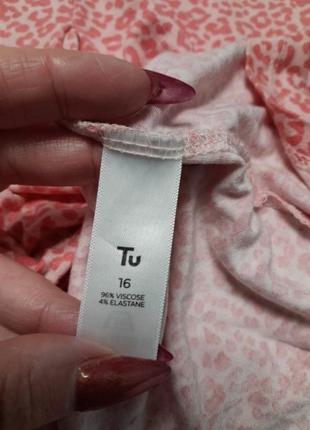 Tu
16
96% VISCOSE
4% ELASTANE